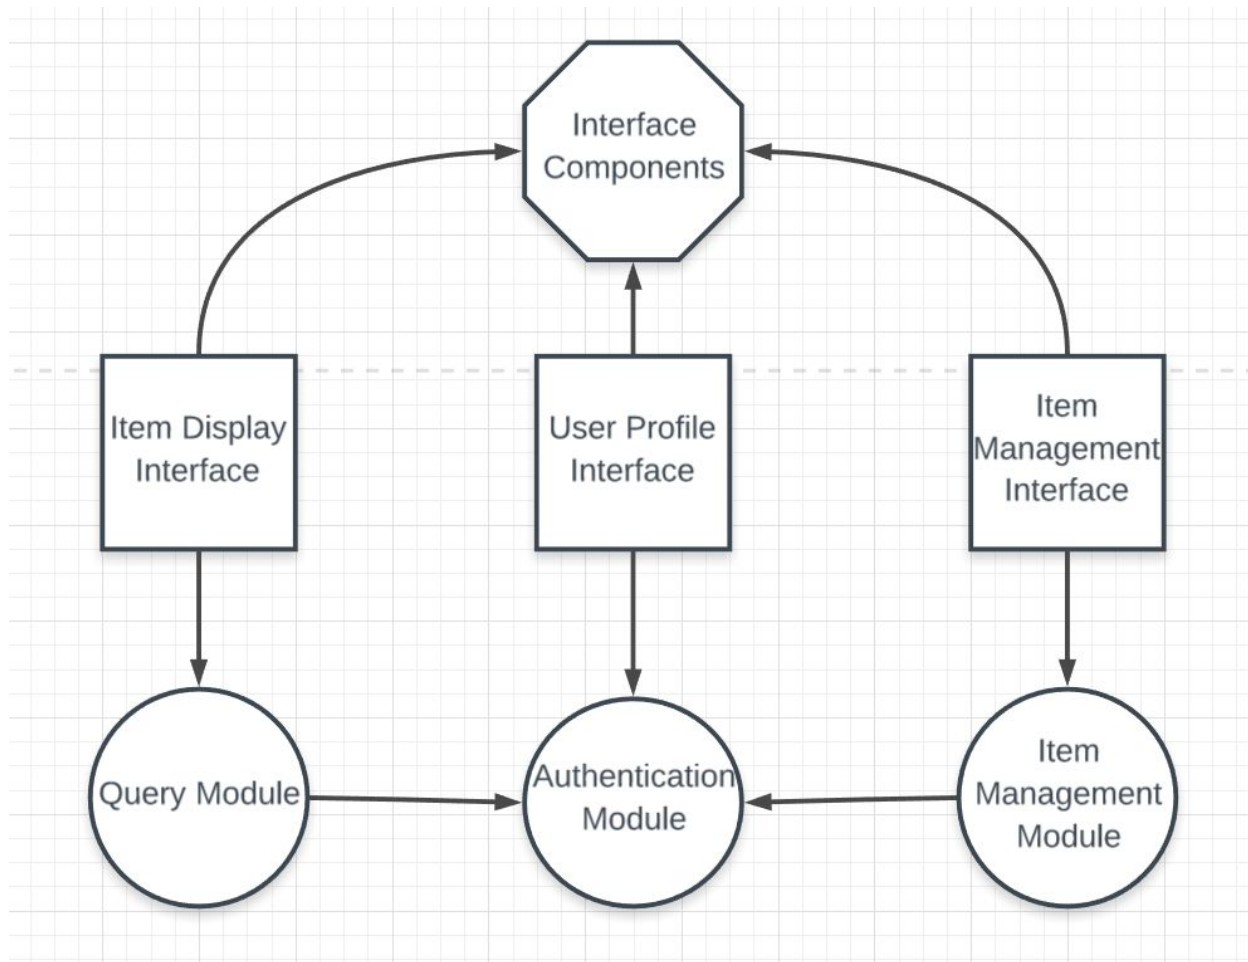 Interface
Components
Item Display
Interface
User Profile
Interface
Item
Management
Interface
Query Module
Authentication
Module
Item
Management
Module